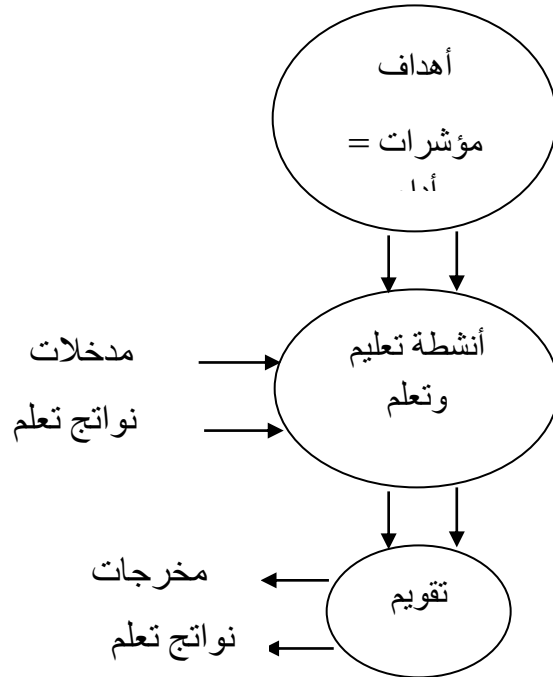 أهداف
= مؤشرات
أنشطة تعليم
وتعلم
مدخلات
نواتج تعلم
تقويم
مخرجات
نواتج تعلم